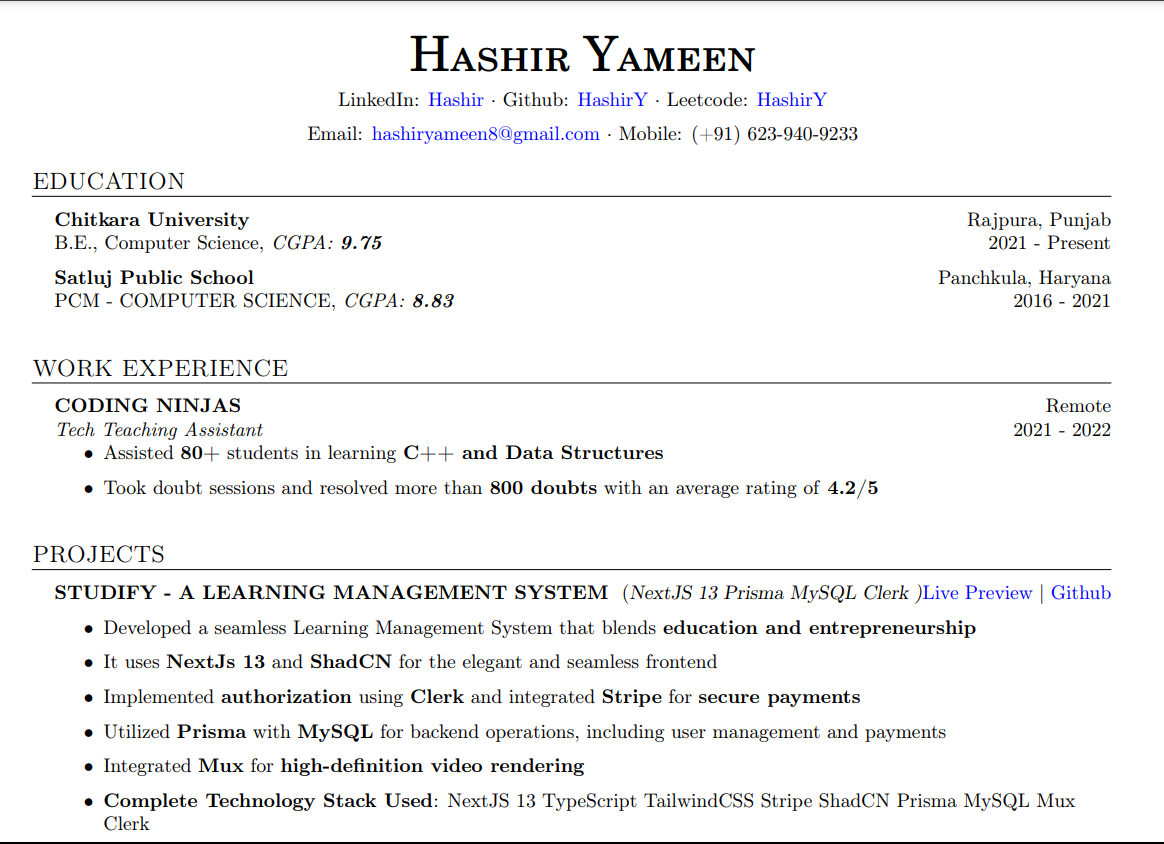 Hashir Yameen
LinkedIn: Hashir · Github: HashirY · Leetcode: HashirY
Email: hashiryameen8@gmail.com · Mobile: (+91) 623-940-9233
EDUCATION
Chitkara University Rajpura, Punjab
B.E., Computer Science, CGPA: 9.75 2021 - Present
Satluj Public School Panchkula, Haryana
PCM - COMPUTER SCIENCE, CGPA: 8.83 2016 - 2021
WORK EXPERIENCE
CODING NINJAS Remote
Tech Teaching Assistant 2021 - 2022
• Assisted 80+ students in learning C++ and Data Structures
• Took doubt sessions and resolved more than 800 doubts with an average rating of 4.2/5
PROJECTS
STUDIFY - A LEARNING MANAGEMENT SYSTEM (NextJS 13 Prisma MySQL Clerk )Live Preview | Github
• Developed a seamless Learning Management System that blends education and entrepreneurship
• It uses NextJs 13 and ShadCN for the elegant and seamless frontend
• Implemented authorization using Clerk and integrated Stripe for secure payments
• Utilized Prisma with MySQL for backend operations, including user management and payments
• Integrated Mux for high-definition video rendering
• Complete Technology Stack Used: NextJS 13 TypeScript TailwindCSS Stripe ShadCN Prisma MySQL Mux
Clerk